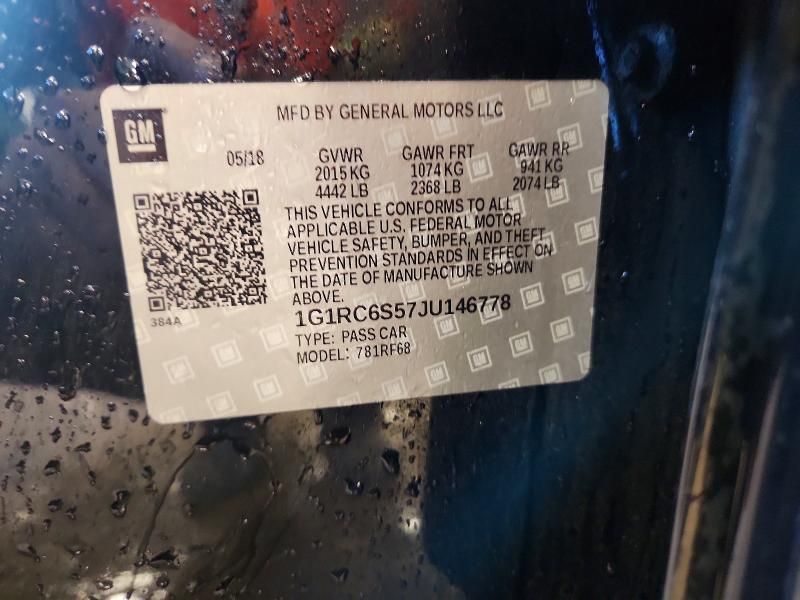 MFD BY GENERAL MOTORS LLC
GM
05/18 GVWR GAWR FRT GAWR RR
2015 KG 1074 KG 941 KG
4442 LB 2368 LB 2074 LB
THIS VEHICLE CONFORMS TO ALL
APPLICABLE U.S. FEDERAL MOTOR
VEHICLE SAFETY, BUMPER, AND THEFT
PREVENTION STANDARDS IN EFFECT ON
THE DATE OF MANUFACTURE SHOWN
ABOVE.
384A
1G1RC6S57JU146778
TYPE: PASS CAR
MODEL: 781RF68